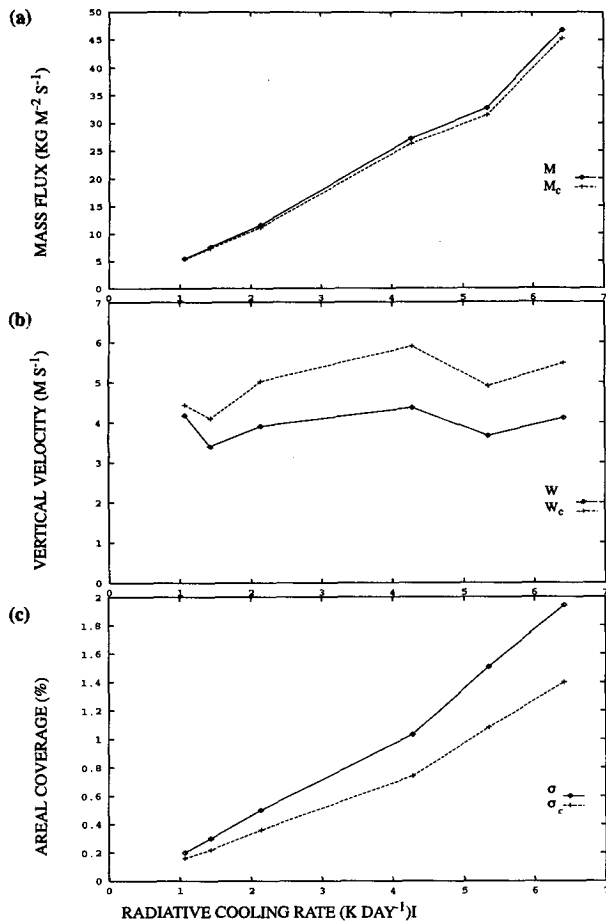 (a)
MASS FLUX (KG M⁻² S⁻¹)
50
45
40
35
30
25
20
15
10
5
0
M
M_c
0 1 2 3 4 5 6 7
(b)
VERTICAL VELOCITY (M S⁻¹)
7
6
5
4
3
2
1
0
W
W_c
0 1 2 3 4 5 6 7
(c)
AREAL COVERAGE (%)
2
1.8
1.6
1.4
1.2
1
0.8
0.6
0.4
0.2
0
σ
σ_c
0 1 2 3 4 5 6 7
RADIATIVE COOLING RATE (K DAY⁻¹)I